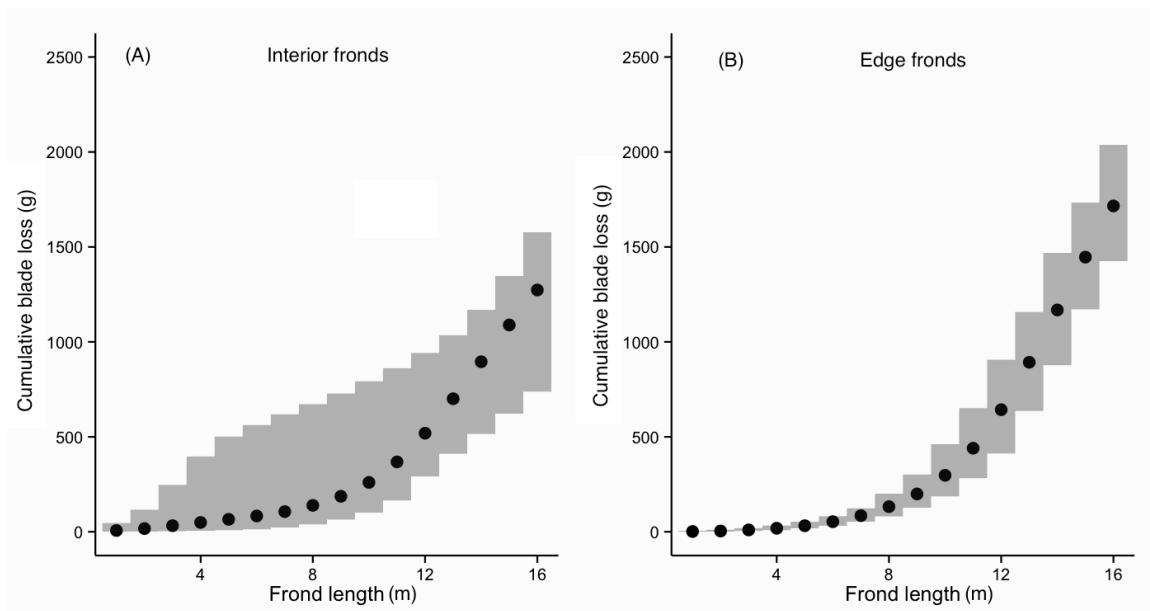 (A) Interior fronds
2500
2000
1500
1000
500
0
Cumulative blade loss (g)
4 8 12 16
Frond length (m)
(B) Edge fronds
2500
2000
1500
1000
500
0
Cumulative blade loss (g)
4 8 12 16
Frond length (m)